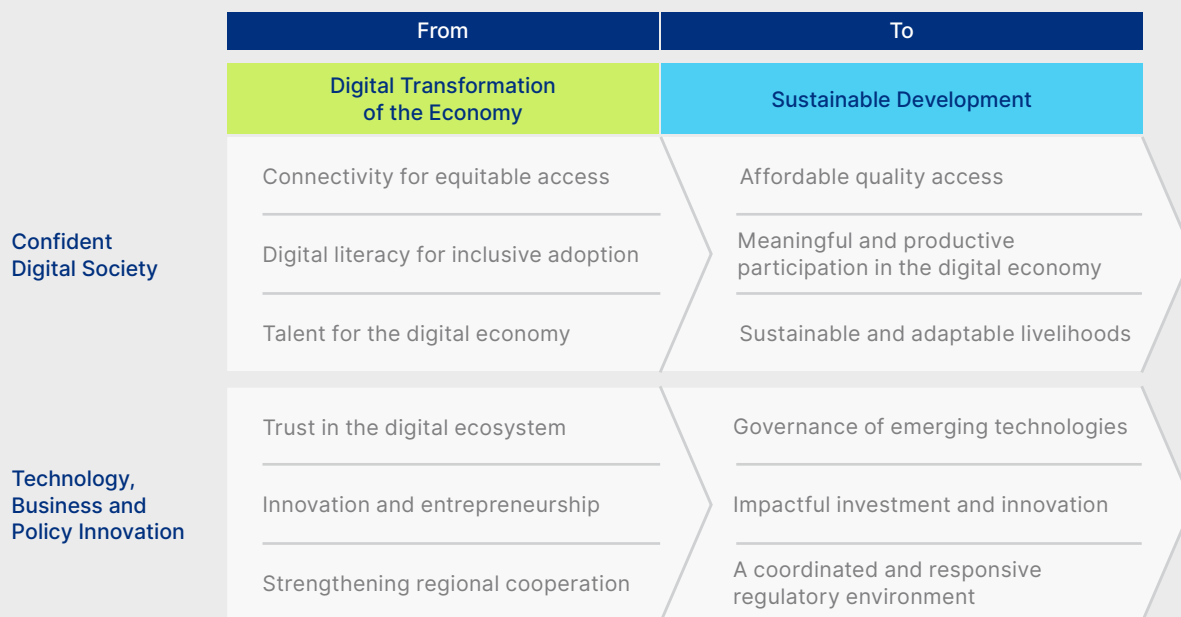 From
To
Digital Transformation
of the Economy
Sustainable Development
Confident
Digital Society
Connectivity for equitable access
Affordable quality access
Digital literacy for inclusive adoption
Meaningful and productive
participation in the digital economy
Talent for the digital economy
Sustainable and adaptable livelihoods
Technology,
Business and
Policy Innovation
Trust in the digital ecosystem
Governance of emerging technologies
Innovation and entrepreneurship
Impactful investment and innovation
Strengthening regional cooperation
A coordinated and responsive
regulatory environment